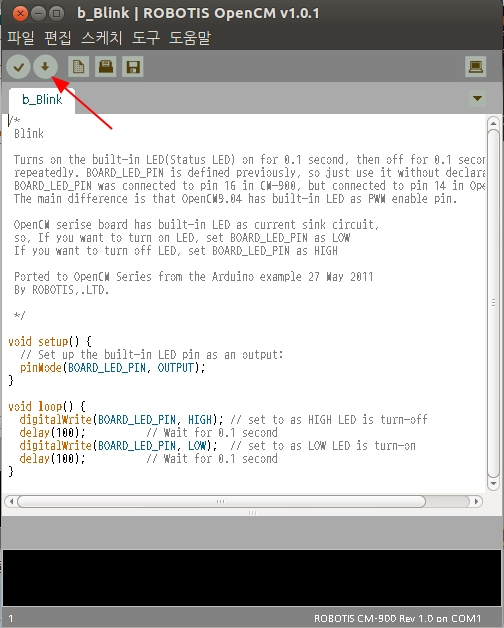 b_Blink | ROBOTIS OpenCM v1.0.1
파일 편집 스케치 도구 도움말
b_Blink
/*
Blink
Turns on the built-in LED(Status LED) on for 0.1 second, then off for 0.1 secon
repeatedly. BOARD_LED_PIN is defined previously, so just use it without declara
BOARD_LED_PIN was connected to pin 16 in CM-900, but connected to pin 14 in Ope
The main difference is that OpenCM9.04 has built-in LED as PWM enable pin.
OpenCM serise board has built-in LED as current sink circuit,
so, If you want to turn on LED, set BOARD_LED_PIN as LOW
If you want to turn off LED, set BOARD_LED_PIN as HIGH
Ported to OpenCM Series from the Arduino example 27 May 2011
By ROBOTIS,.LTD.
*/
void setup() {
// Set up the built-in LED pin as an output:
pinMode(BOARD_LED_PIN, OUTPUT);
}
void loop() {
digitalWrite(BOARD_LED_PIN, HIGH); // set to as HIGH LED is turn-off
delay(100); // Wait for 0.1 second
digitalWrite(BOARD_LED_PIN, LOW); // set to as LOW LED is turn-on
delay(100); // Wait for 0.1 second
}
1 ROBOTIS CM-900 Rev 1.0 on COM1